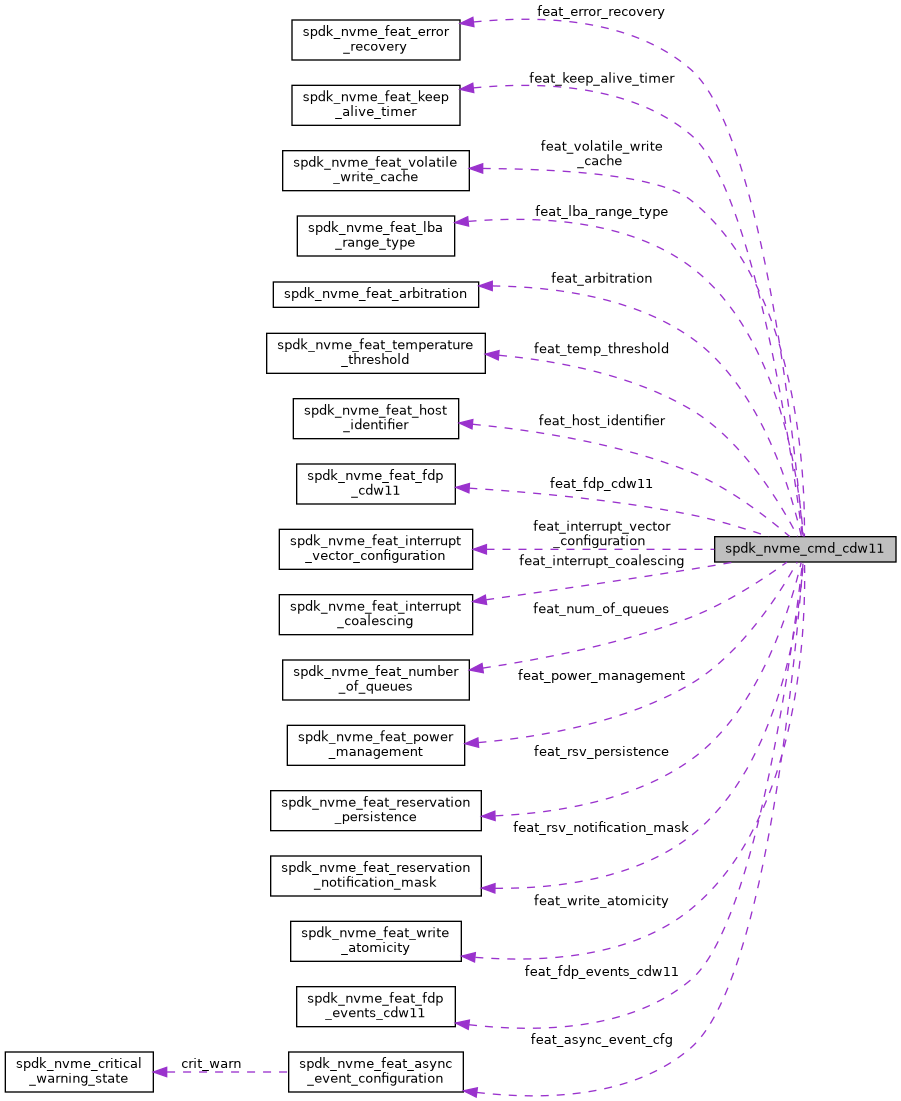 feat_error_recovery
spdk_nvme_feat_error
_recovery
feat_keep_alive_timer
spdk_nvme_feat_keep
_alive_timer
feat_volatile_write
_cache
spdk_nvme_feat_volatile
_write_cache
feat_lba_range_type
spdk_nvme_feat_lba
_range_type
feat_arbitration
spdk_nvme_feat_arbitration
feat_temp_threshold
spdk_nvme_feat_temperature
_threshold
feat_host_identifier
spdk_nvme_feat_host
_identifier
feat_fdp_cdw11
spdk_nvme_feat_fdp
_cdw11
feat_interrupt_vector
_configuration
spdk_nvme_feat_interrupt
_vector_configuration
spdk_nvme_cmd_cdw11
feat_interrupt_coalescing
spdk_nvme_feat_interrupt
_coalescing
feat_num_of_queues
spdk_nvme_feat_number
_of_queues
feat_power_management
spdk_nvme_feat_power
_management
feat_rsv_persistence
spdk_nvme_feat_reservation
_persistence
feat_rsv_notification_mask
spdk_nvme_feat_reservation
_notification_mask
feat_write_atomicity
spdk_nvme_feat_write
_atomicity
feat_fdp_events_cdw11
spdk_nvme_feat_fdp
_events_cdw11
feat_async_event_cfg
spdk_nvme_feat_async
_event_configuration
crit_warn
spdk_nvme_critical
_warning_state